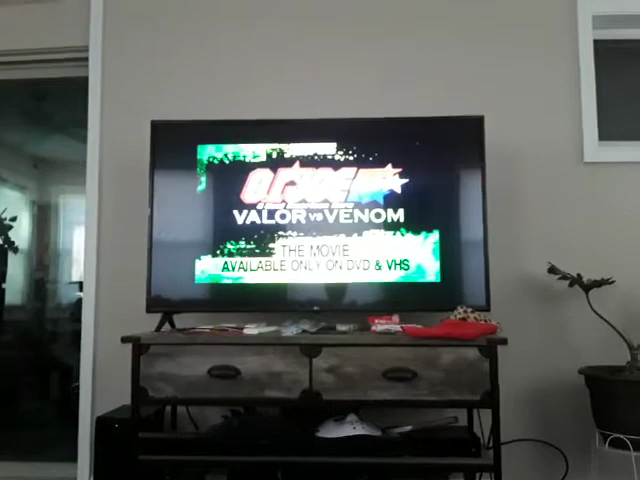 G.I. JOE
VALOR VS VENOM
THE MOVIE
AVAILABLE ONLY ON DVD & VHS